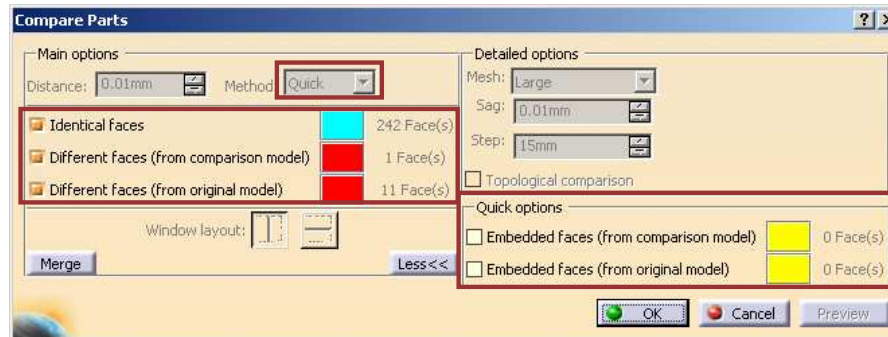 Compare Parts
Main options
Distance: 0.01mm Method: Quick
Identical faces 242 Face(s)
Different faces (from comparison model) 1 Face(s)
Different faces (from original model) 11 Face(s)
Window layout:
Merge Less<<
Detailed options
Mesh: Large
Sag: 0.01mm
Step: 15mm
Topological comparison
Quick options
Embedded faces (from comparison model) 0 Face(s)
Embedded faces (from original model) 0 Face(s)
OK Cancel Preview